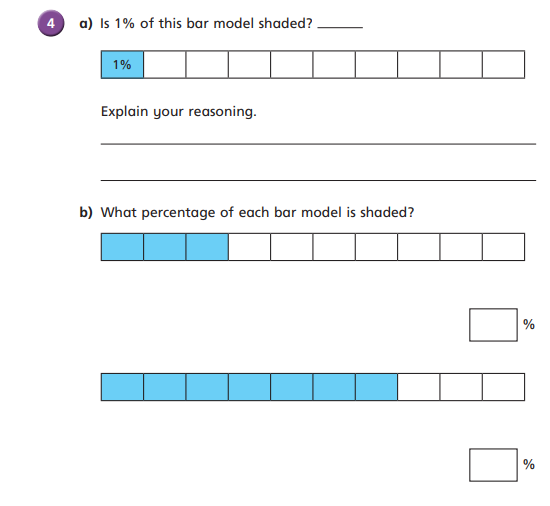 4 a) Is 1% of this bar model shaded? ______
1%
Explain your reasoning.
b) What percentage of each bar model is shaded?
%
%